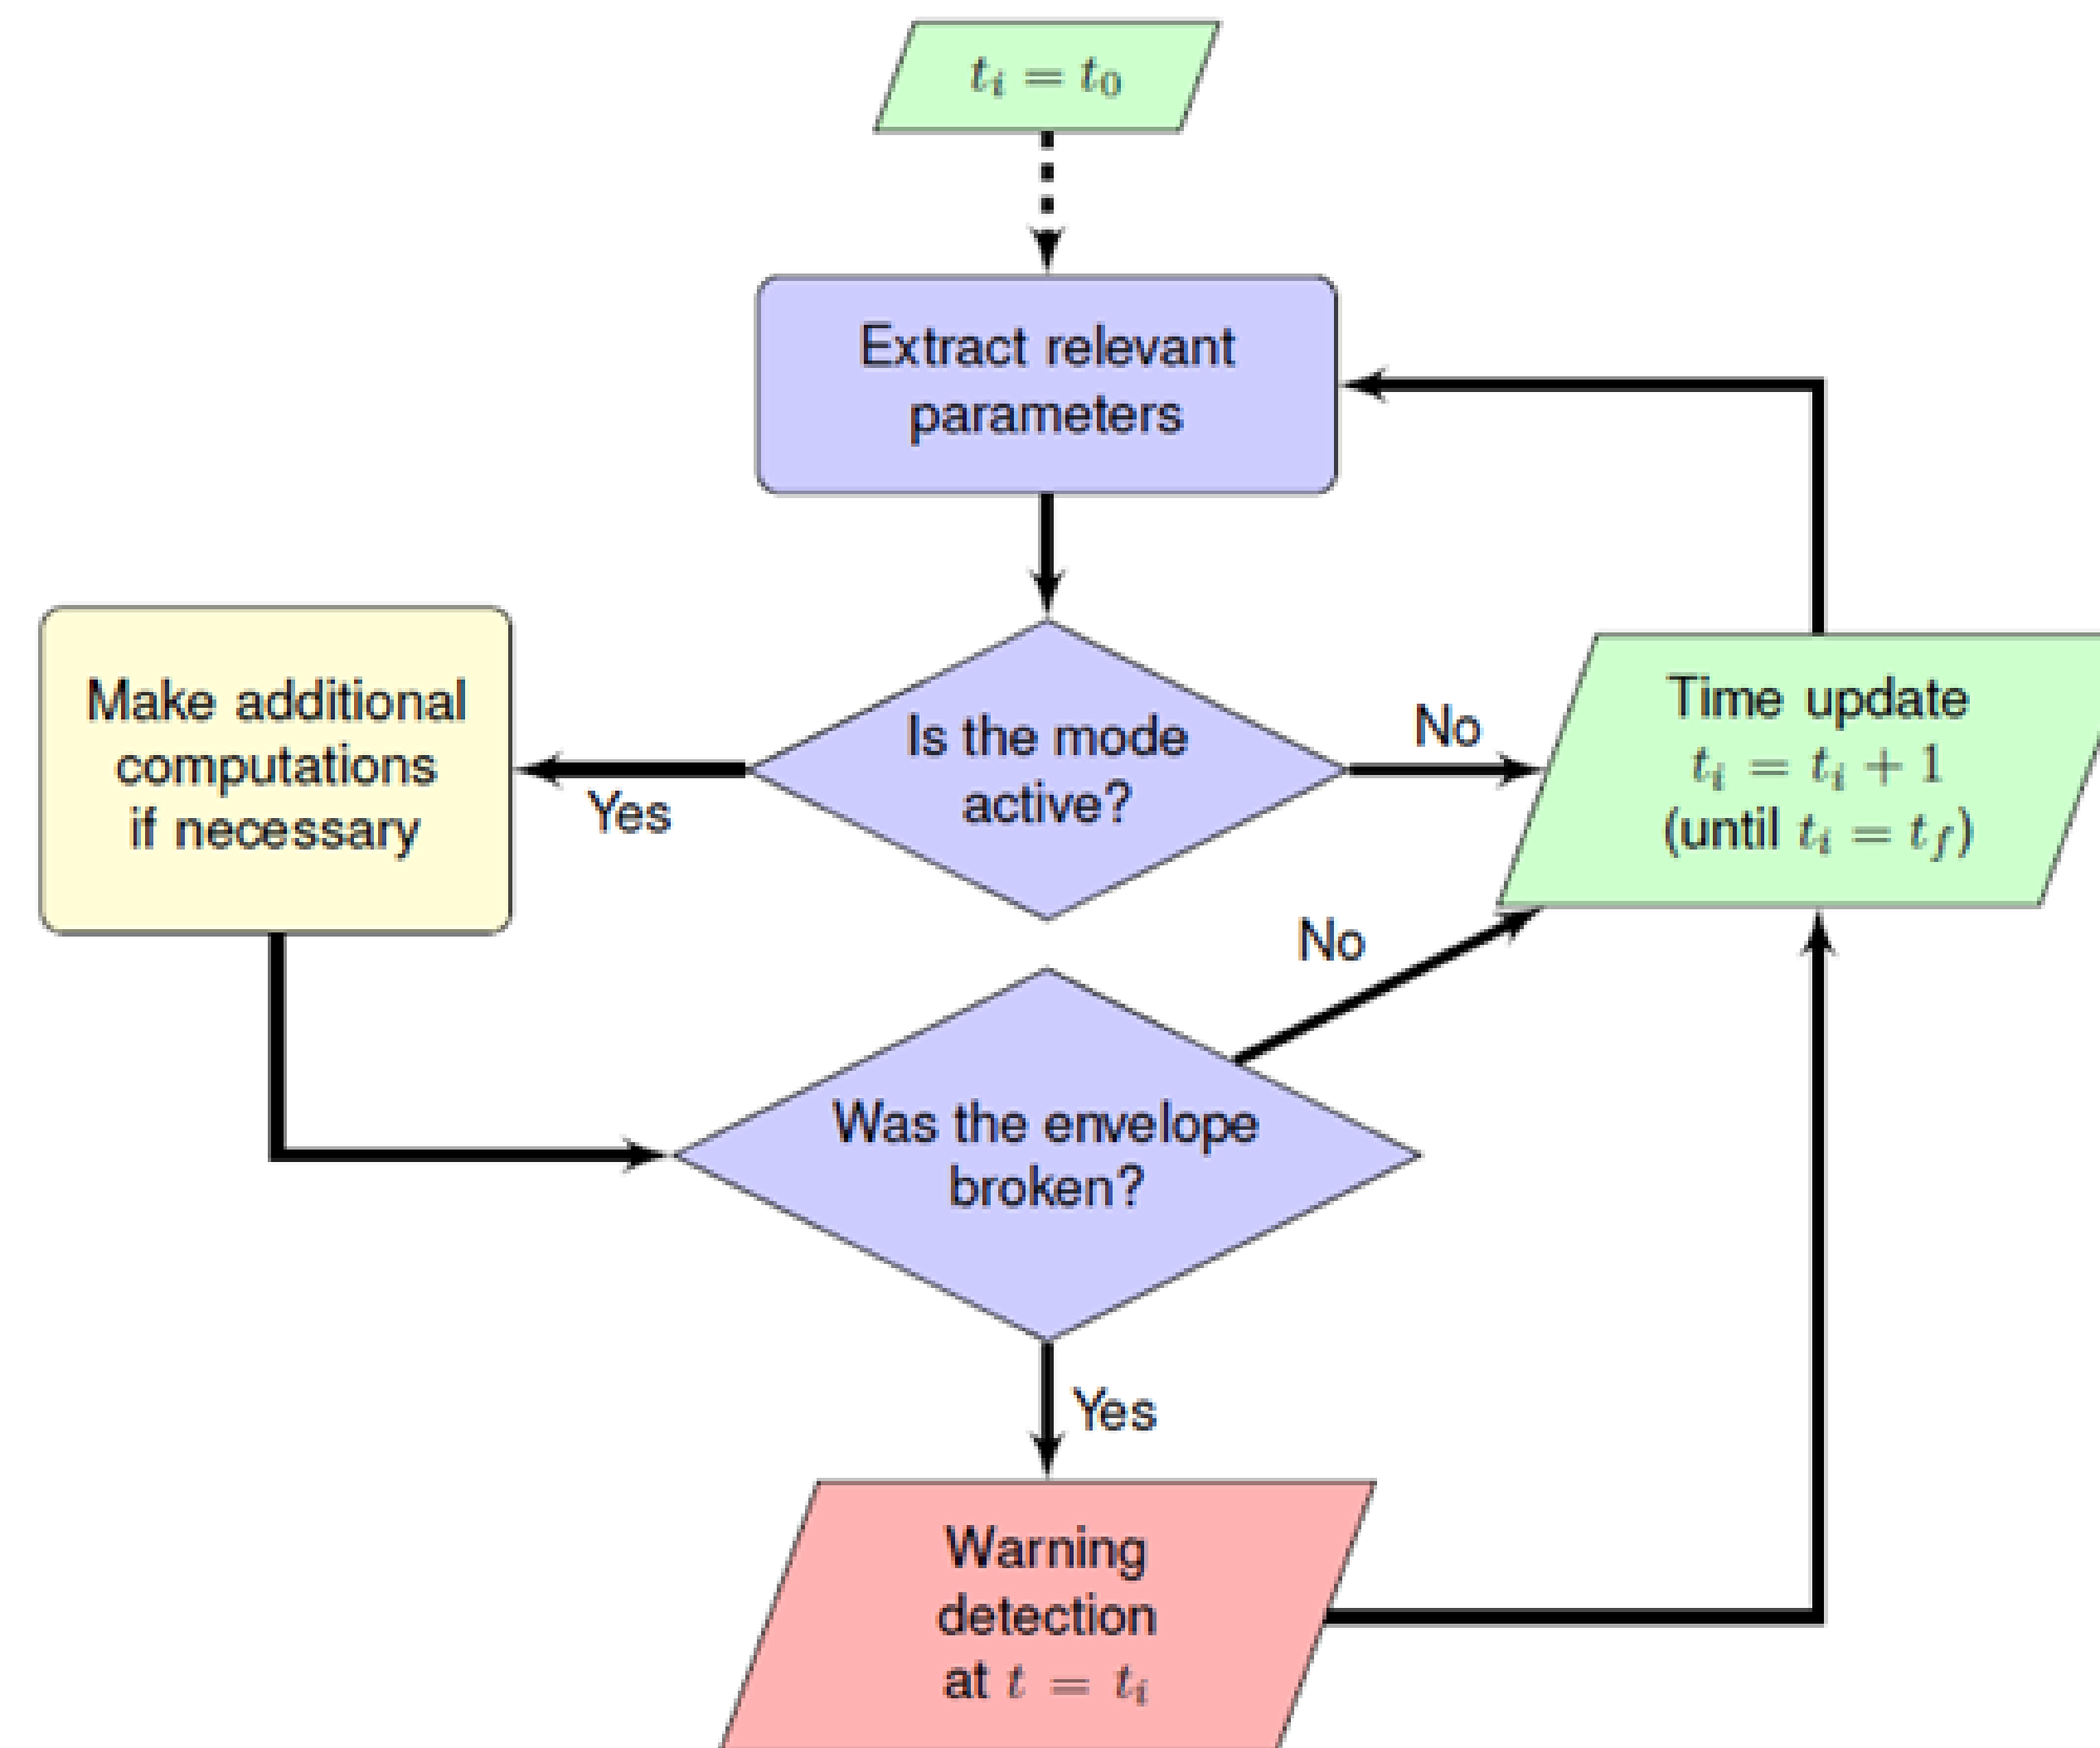 t_i = t_0
Extract relevant
parameters
Make additional
computations
if necessary
Is the mode
active?
Yes
No
Time update
t_i = t_i + 1
(until t_i = t_f)
No
Was the envelope
broken?
Yes
Warning
detection
at t = t_i